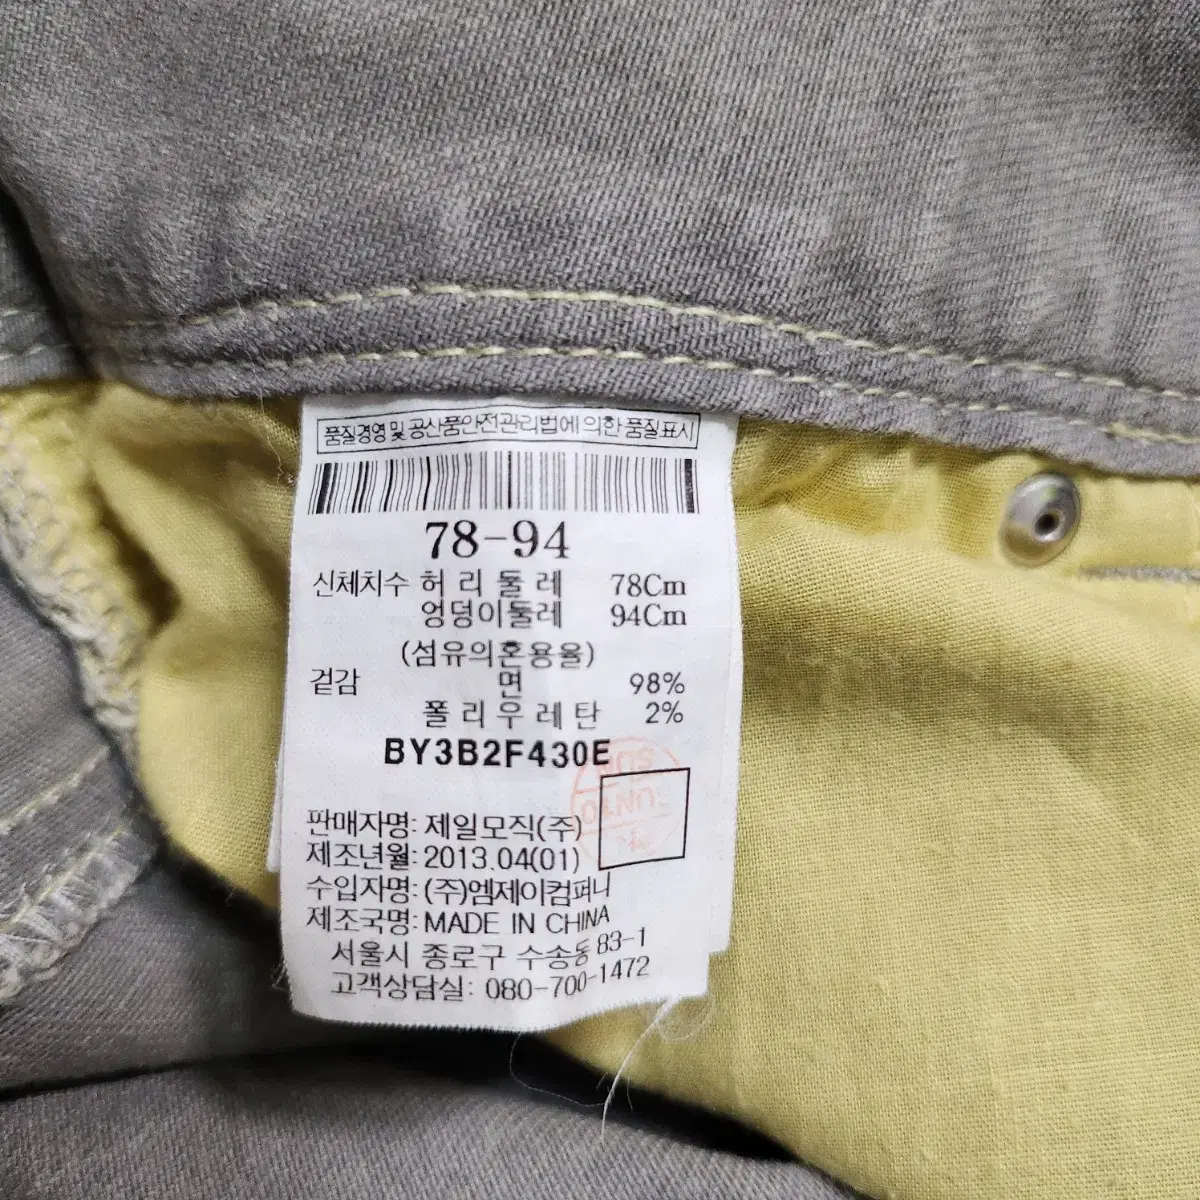 품질경영 및 공산품안전관리법에 의한 품질표시
78-94
신체치수 허 리 둘 레 78Cm
엉덩이둘레 94Cm
(섬유의혼용율)
겉감 면 98%
폴 리 우 레 탄 2%
BY3B2F430E
판매자명: 제일모직(주)
제조년월: 2013.04(01)
수입자명: (주)엠제이컴퍼니
제조국명: MADE IN CHINA
서울시 종로구 수송동 83-1
고객상담실: 080-700-1472